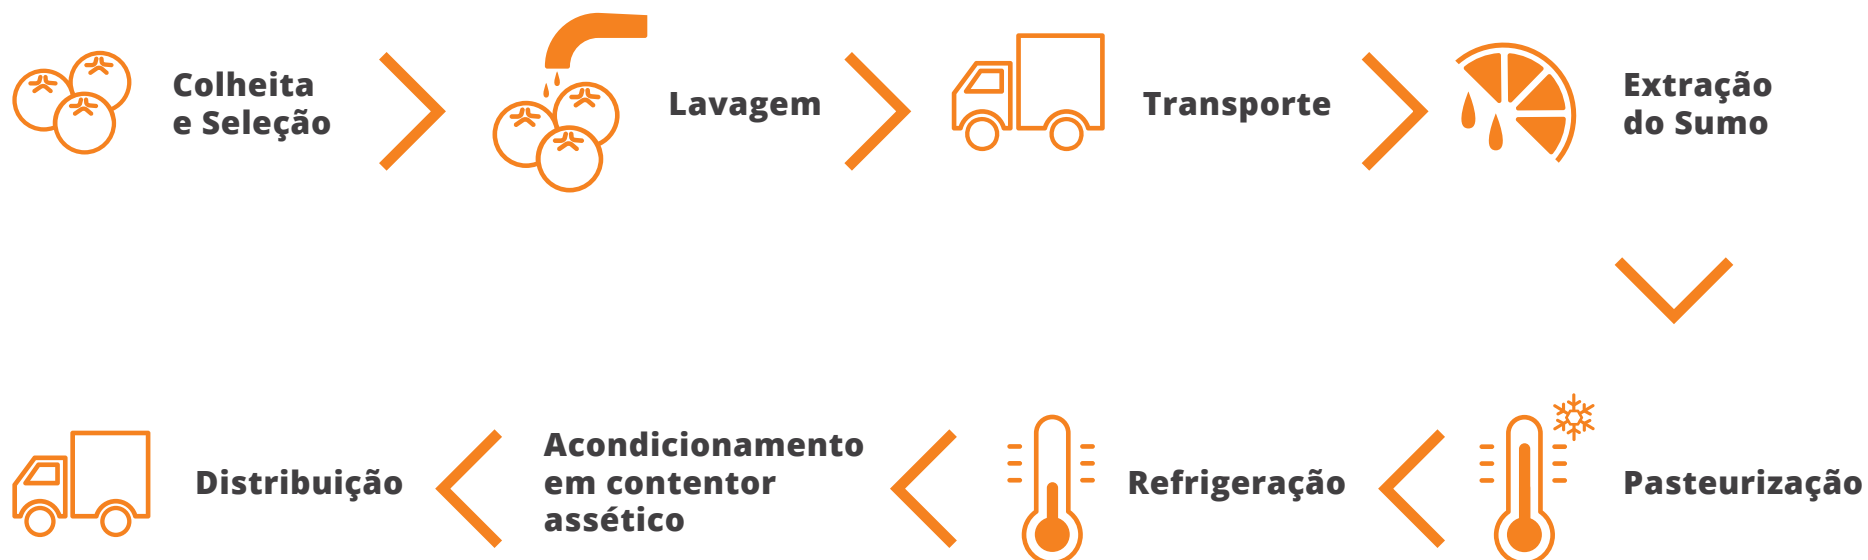 Colheita
e Seleção
Lavagem
Transporte
Extração
do Sumo
Pasteurização
Refrigeração
Acondicionamento
em contentor
assético
Distribuição